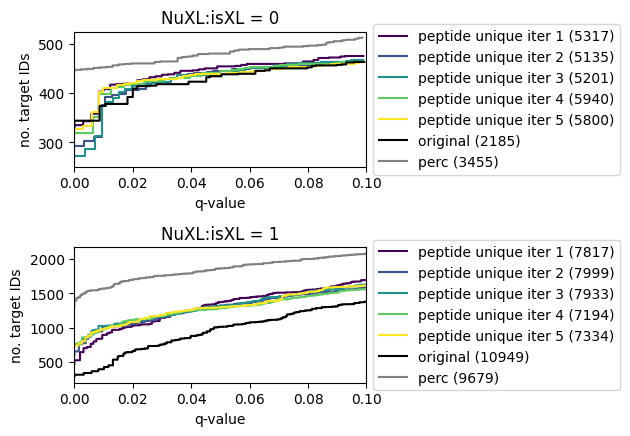 NuXL:isXL = 0
no. target IDs
500
400
300
0.00 0.02 0.04 0.06 0.08 0.10
q-value
peptide unique iter 1 (5317)
peptide unique iter 2 (5135)
peptide unique iter 3 (5201)
peptide unique iter 4 (5940)
peptide unique iter 5 (5800)
original (2185)
perc (3455)
NuXL:isXL = 1
no. target IDs
2000
1500
1000
500
0.00 0.02 0.04 0.06 0.08 0.10
q-value
peptide unique iter 1 (7817)
peptide unique iter 2 (7999)
peptide unique iter 3 (7933)
peptide unique iter 4 (7194)
peptide unique iter 5 (7334)
original (10949)
perc (9679)